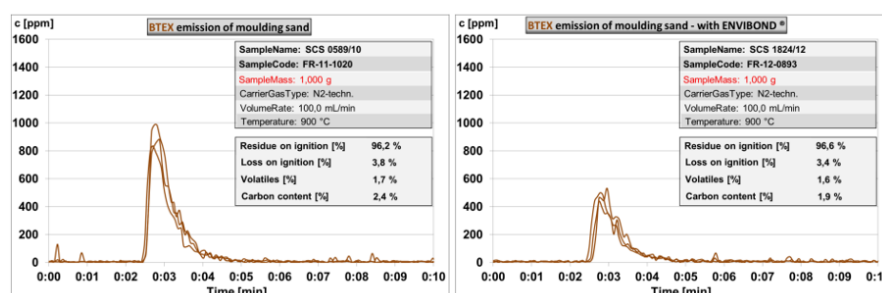 c [ppm]
BTEX emission of moulding sand
1600
1400
1200
1000
800
600
400
200
0
SampleName: SCS 0589/10
SampleCode: FR-11-1020
SampleMass: 1,000 g
CarrierGasType: N2-techn.
VolumeRate: 100,0 mL/min
Temperature: 900 °C
Residue on ignition [%] 96,2 %
Loss on ignition [%] 3,8 %
Volatiles [%] 1,7 %
Carbon content [%] 2,4 %
0:00 0:01 0:02 0:03 0:04 0:05 0:06 0:07 0:08 0:09 0:10
Time [min]
c [ppm]
BTEX emission of moulding sand - with ENVIBOND ®
1600
1400
1200
1000
800
600
400
200
0
SampleName: SCS 1824/12
SampleCode: FR-12-0893
SampleMass: 1,000 g
CarrierGasType: N2-techn.
VolumeRate: 100,0 mL/min
Temperature: 900 °C
Residue on ignition [%] 96,6 %
Loss on ignition [%] 3,4 %
Volatiles [%] 1,6 %
Carbon content [%] 1,9 %
0:00 0:01 0:02 0:03 0:04 0:05 0:06 0:07 0:08 0:09
Time [min]